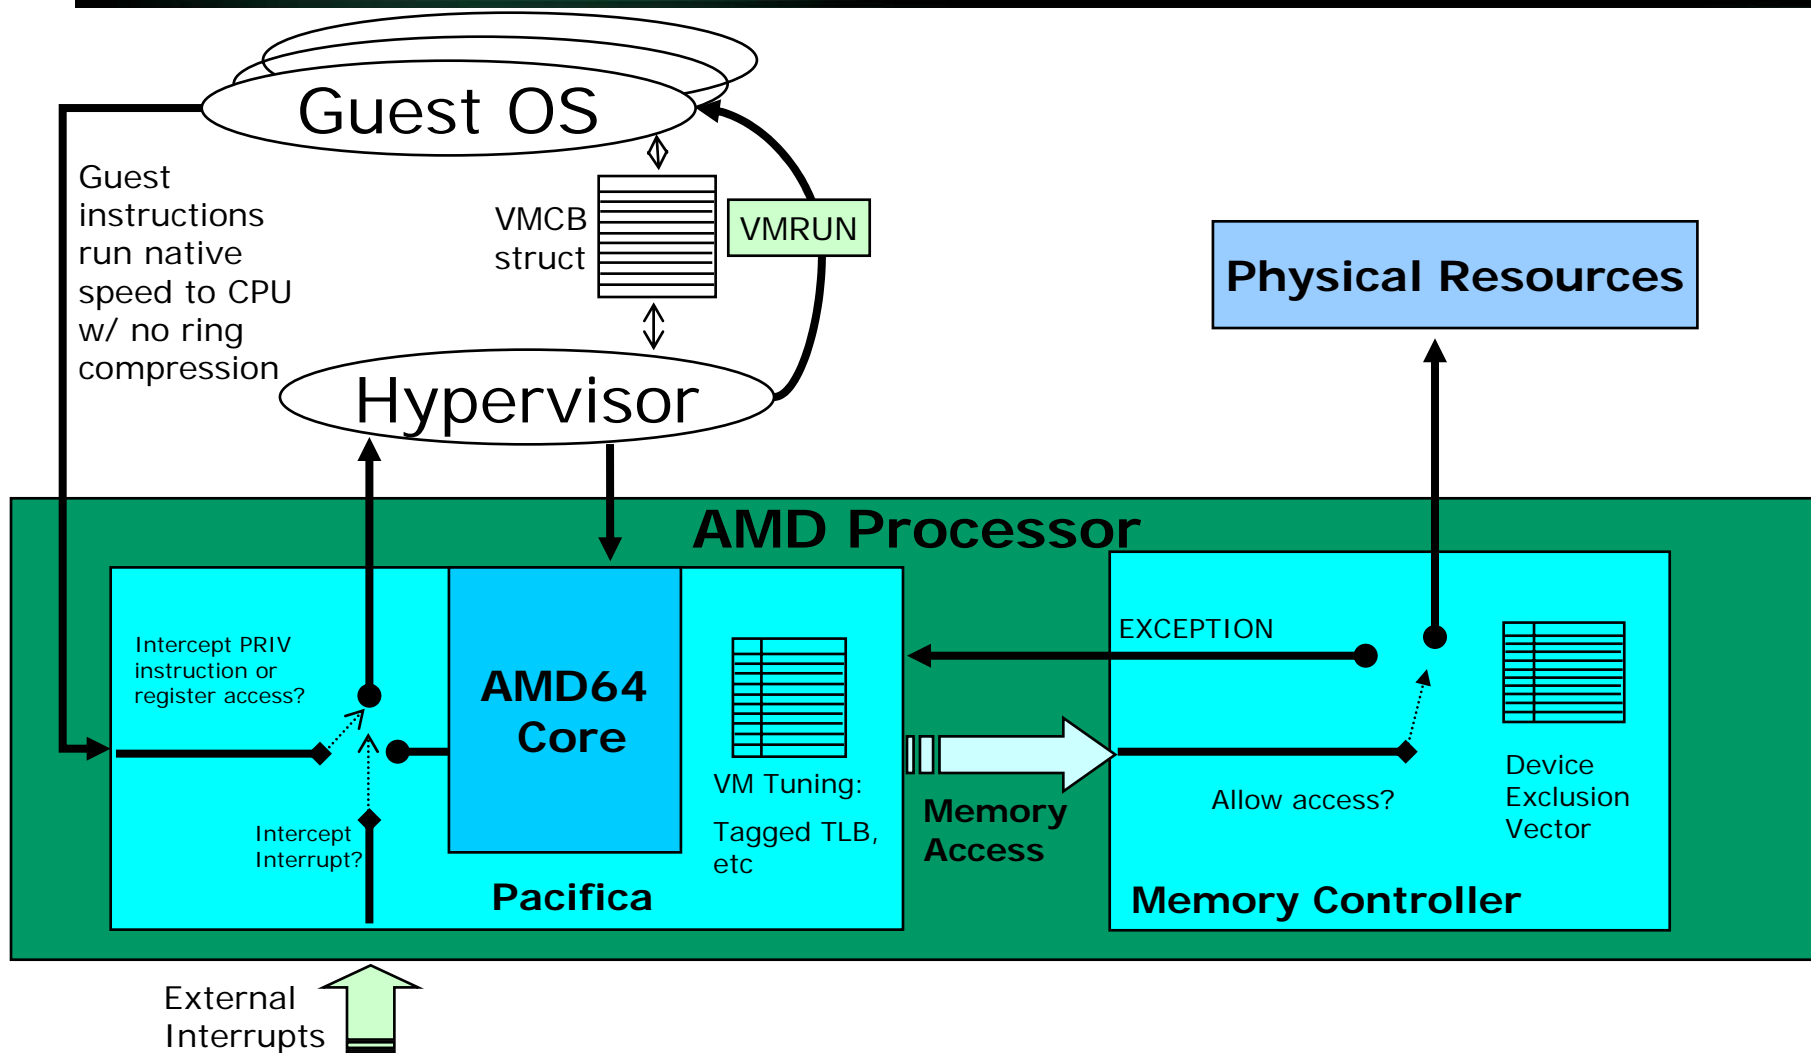 Guest OS
Guest
instructions
run native
speed to CPU
w/ no ring
compression
VMCB
struct
VMRUN
Physical Resources
Hypervisor
AMD Processor
Intercept PRIV
instruction or
register access?
Intercept
Interrupt?
AMD64
Core
VM Tuning:
Tagged TLB,
etc
Pacifica
EXCEPTION
Memory
Access
Allow access?
Device
Exclusion
Vector
Memory Controller
External
Interrupts